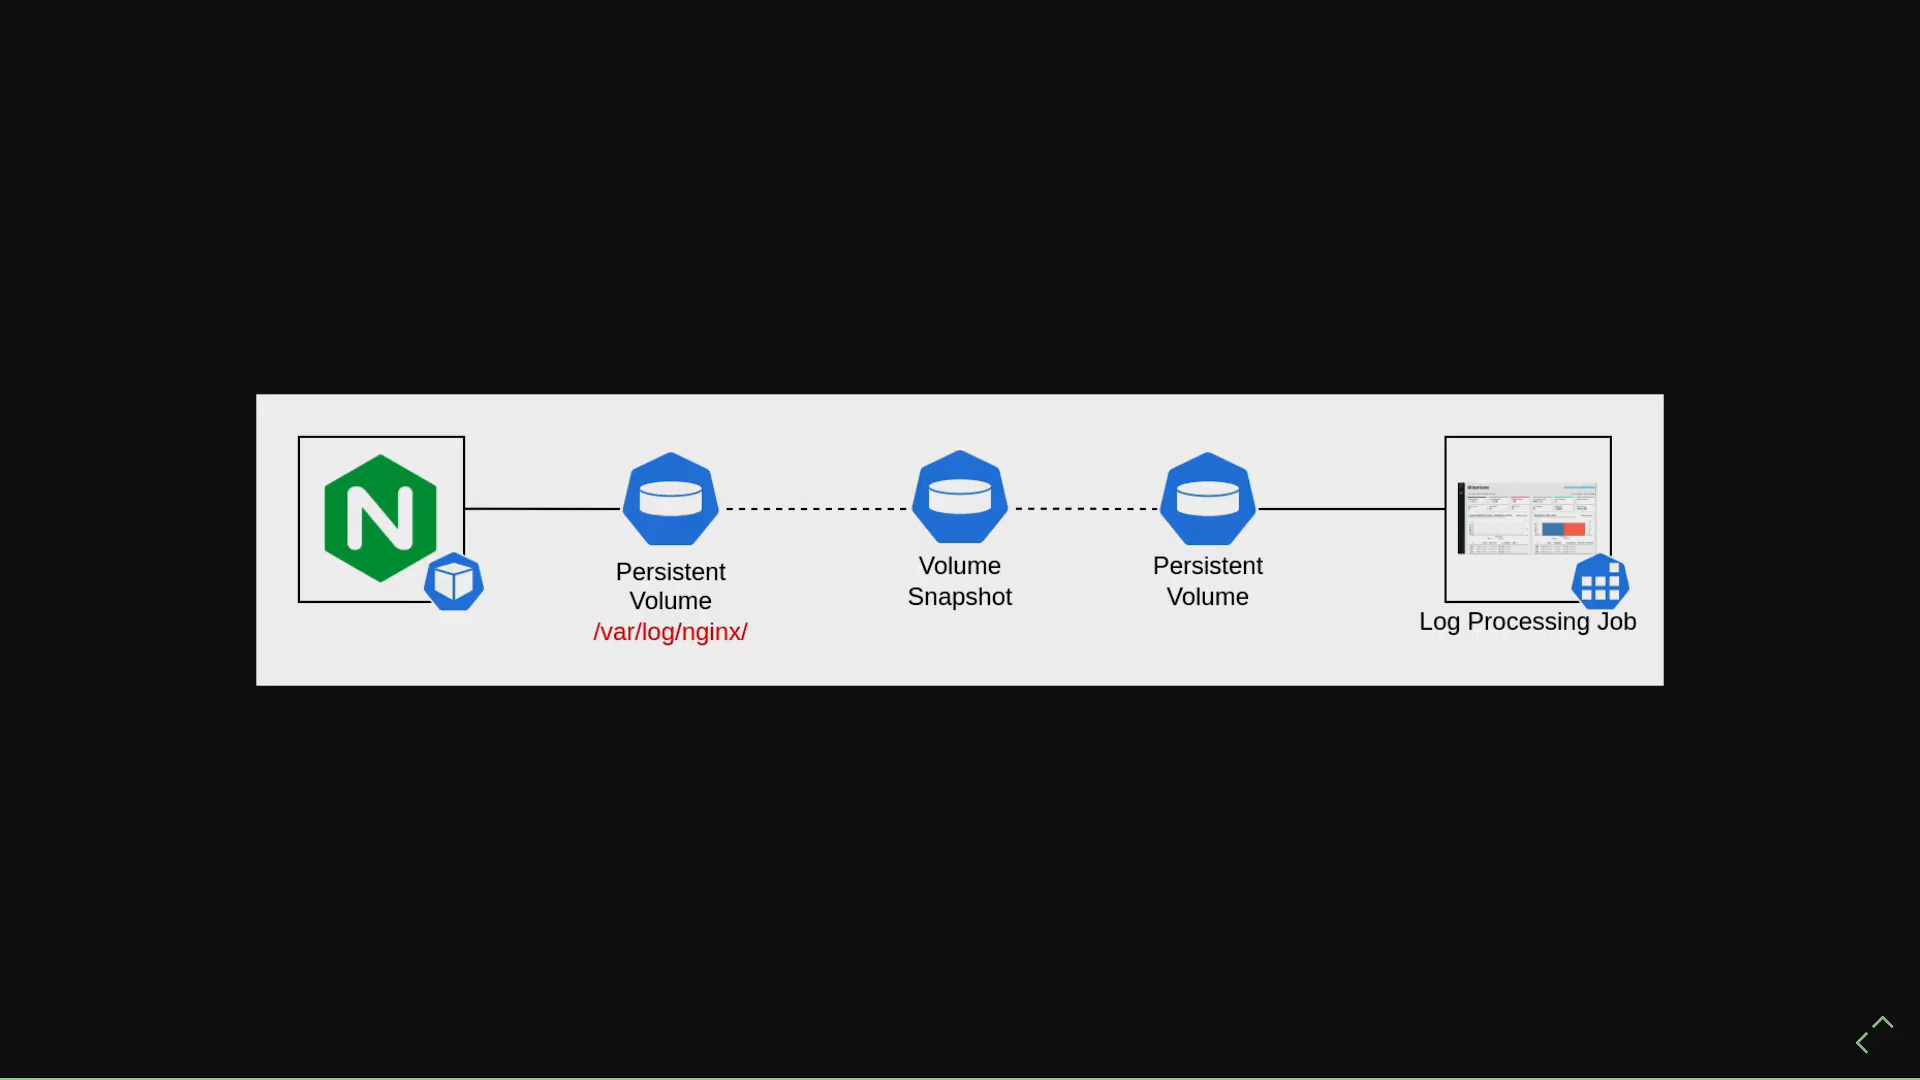 Persistent
Volume
/var/log/nginx/
Volume
Snapshot
Persistent
Volume
Log Processing Job